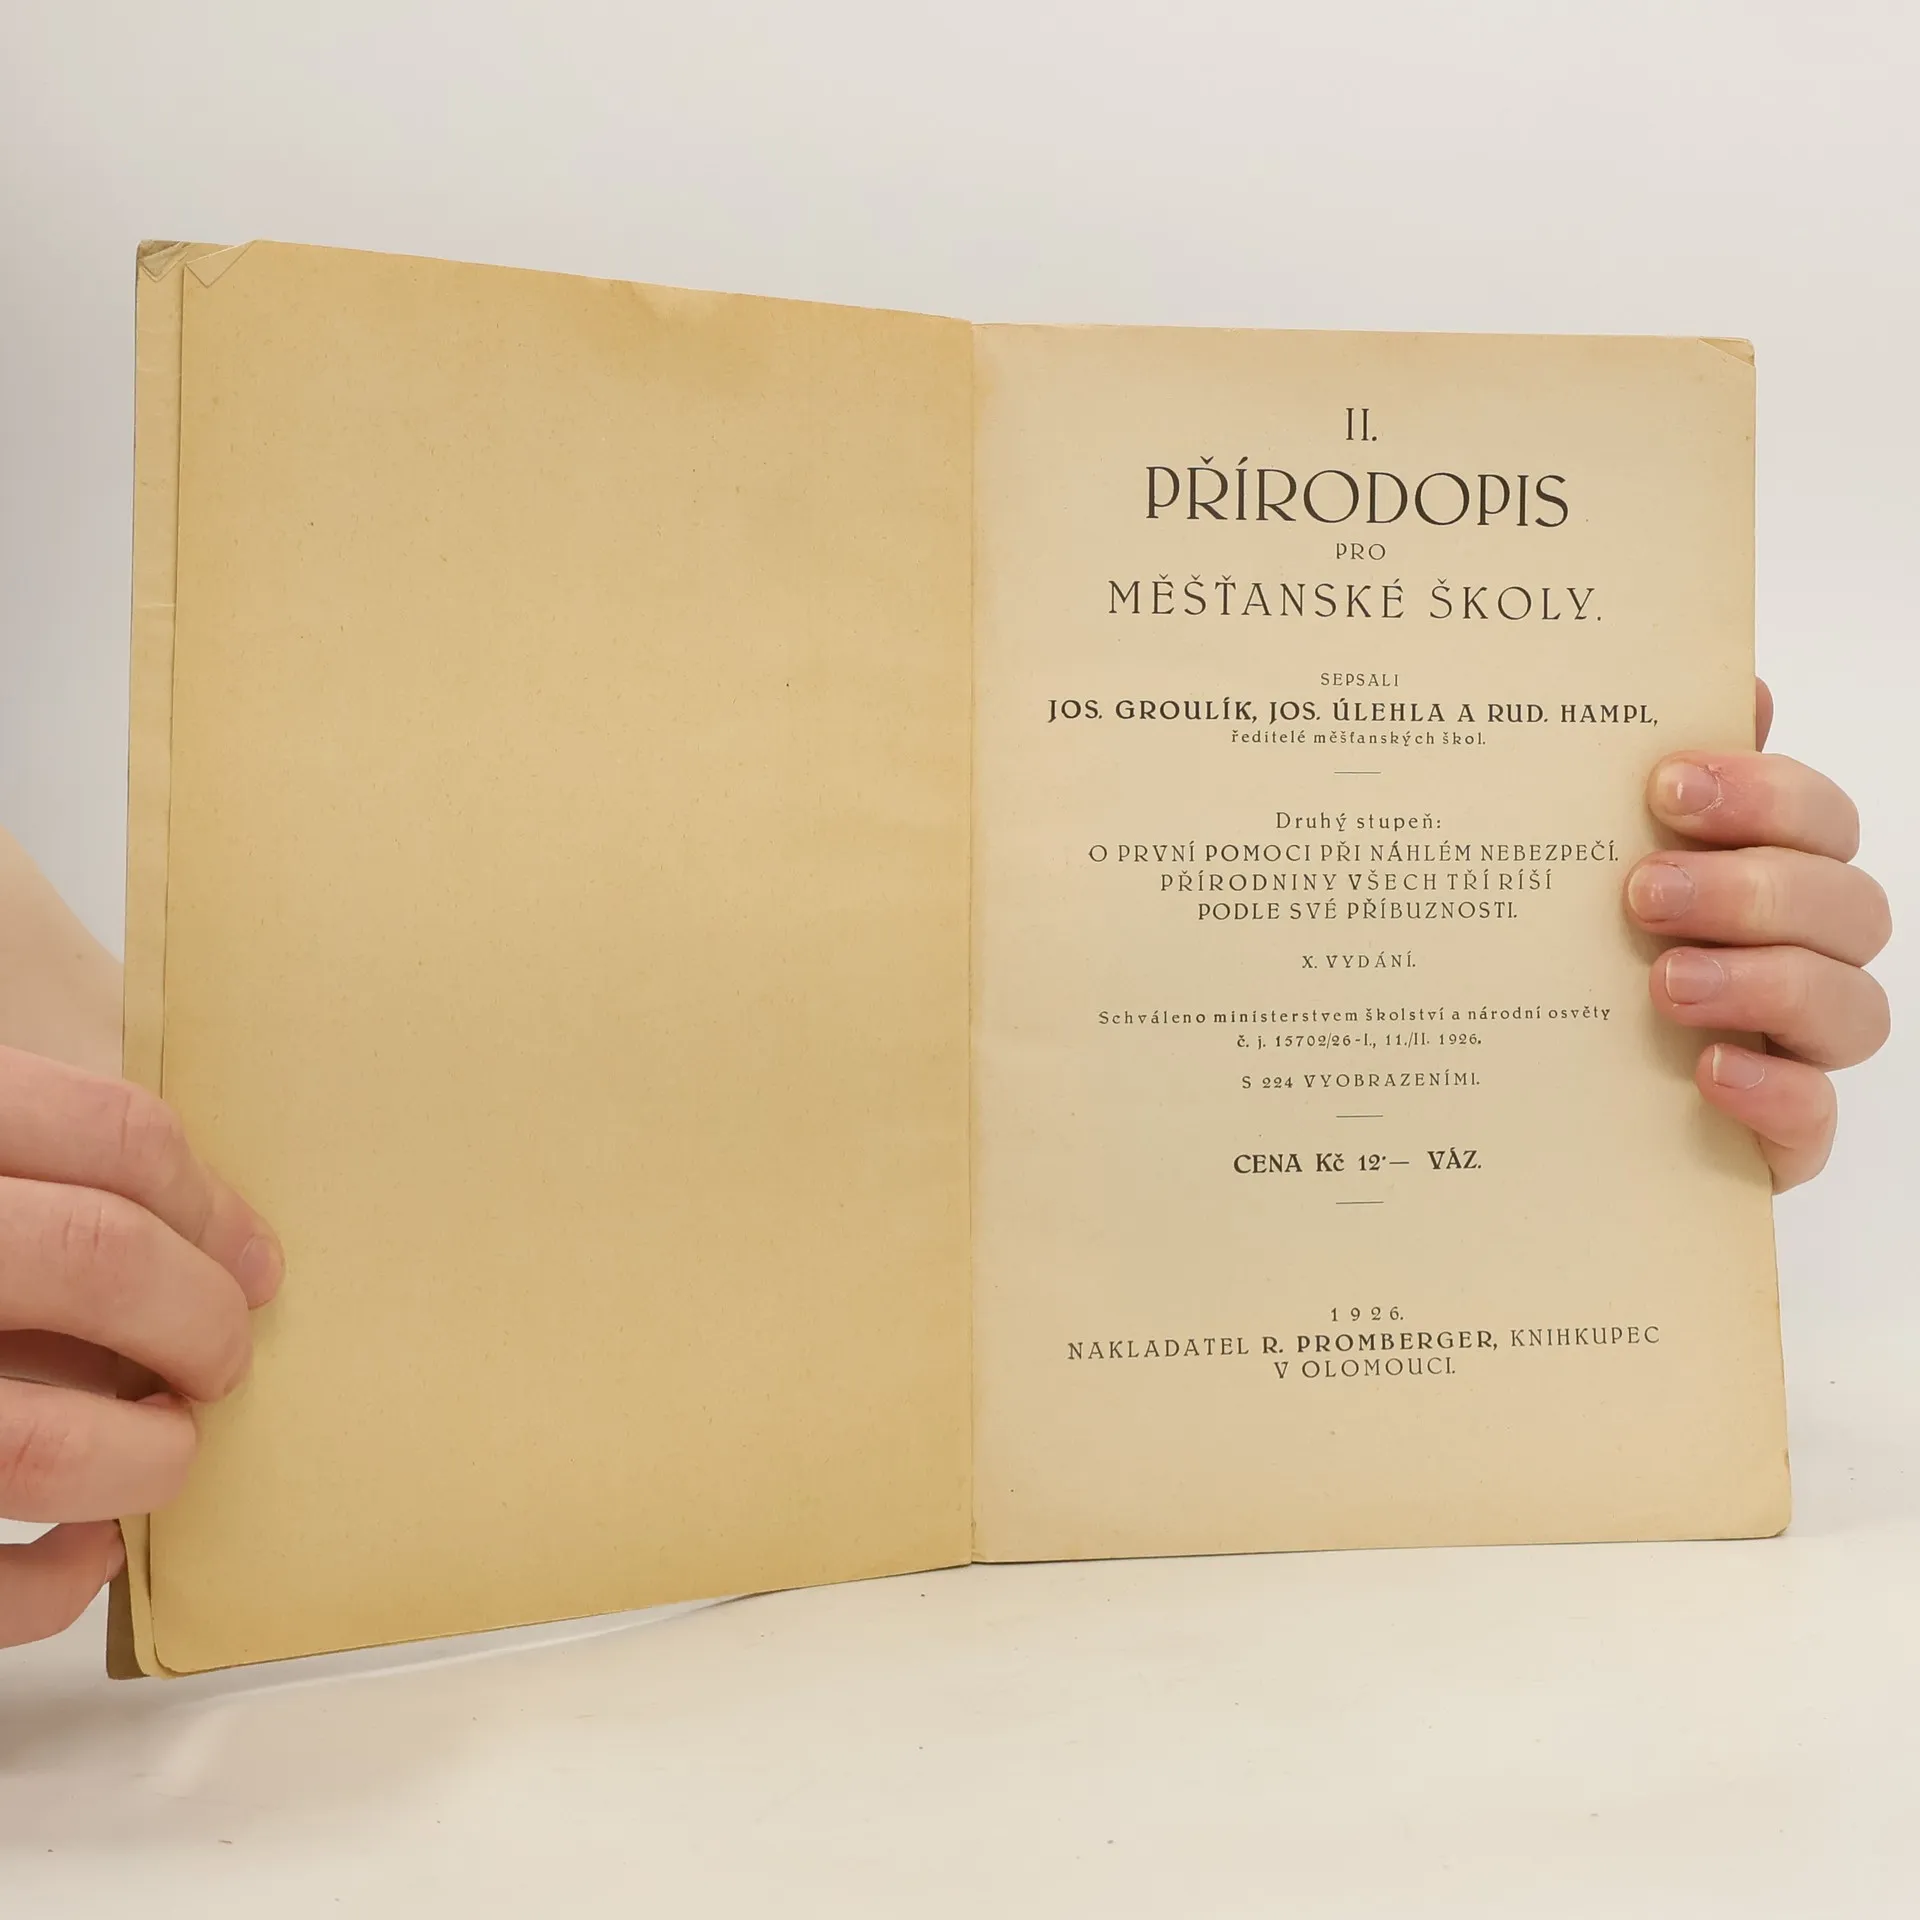 II.
PŘÍRODOPIS
PRO
MĚŠŤANSKÉ ŠKOLY.
SEPSALI
JOS. GROULÍK, JOS. ÚLEHLA A RUD. HAMPL,
ředitelé měšťanských škol.
Druhý stupeň:
O PRVNÍ POMOCI PŘI NÁHLÉM NEBEZPEČÍ.
PŘÍRODNINY VŠECH TŘÍ RÍŠÍ
PODLE SVÉ PŘÍBUZNOSTI.
X. VYDÁNÍ.
Schváleno ministerstvem školství a národní osvěty
č. j. 15702/26-I., 11./II. 1926.
S 224 VYOBRAZENÍMI.
CENA Kč 12·— VÁZ.
1926.
NAKLADATEL R. PROMBERGER, KNIHKUPEC
V OLOMOUCI.